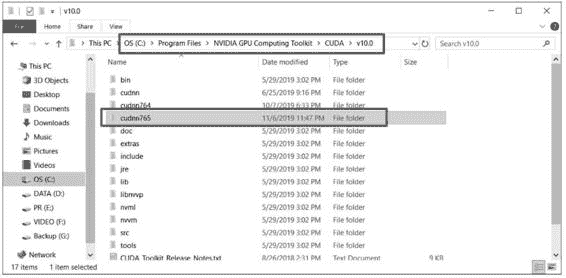 v10.0
File Home Share View
This PC > OS (C:) > Program Files > NVIDIA GPU Computing Toolkit > CUDA > v10.0
Search v10.0
Name Date modified Type Size
This PC
3D Objects
Desktop
Documents
Downloads
Music
Pictures
Videos
OS (C:)
DATA (D:)
PR (E:)
VIDEO (F:)
Backup (G:)
Network
bin 5/29/2019 3:02 PM File folder
cudnn 6/25/2019 9:16 PM File folder
cudnn764 10/7/2019 6:33 PM File folder
cudnn765 11/6/2019 11:47 PM File folder
doc 5/29/2019 3:02 PM File folder
extras 5/29/2019 3:02 PM File folder
include 5/29/2019 3:02 PM File folder
jre 5/29/2019 3:02 PM File folder
lib 5/29/2019 3:02 PM File folder
libnvvp 5/29/2019 3:02 PM File folder
nvml 5/29/2019 3:02 PM File folder
nvvm 5/29/2019 3:02 PM File folder
src 5/29/2019 3:02 PM File folder
tools 5/29/2019 3:02 PM File folder
CUDA_Toolkit_Release_Notes.txt 8/26/2018 2:31 PM Text Document 9 KB
17 items 1 item selected